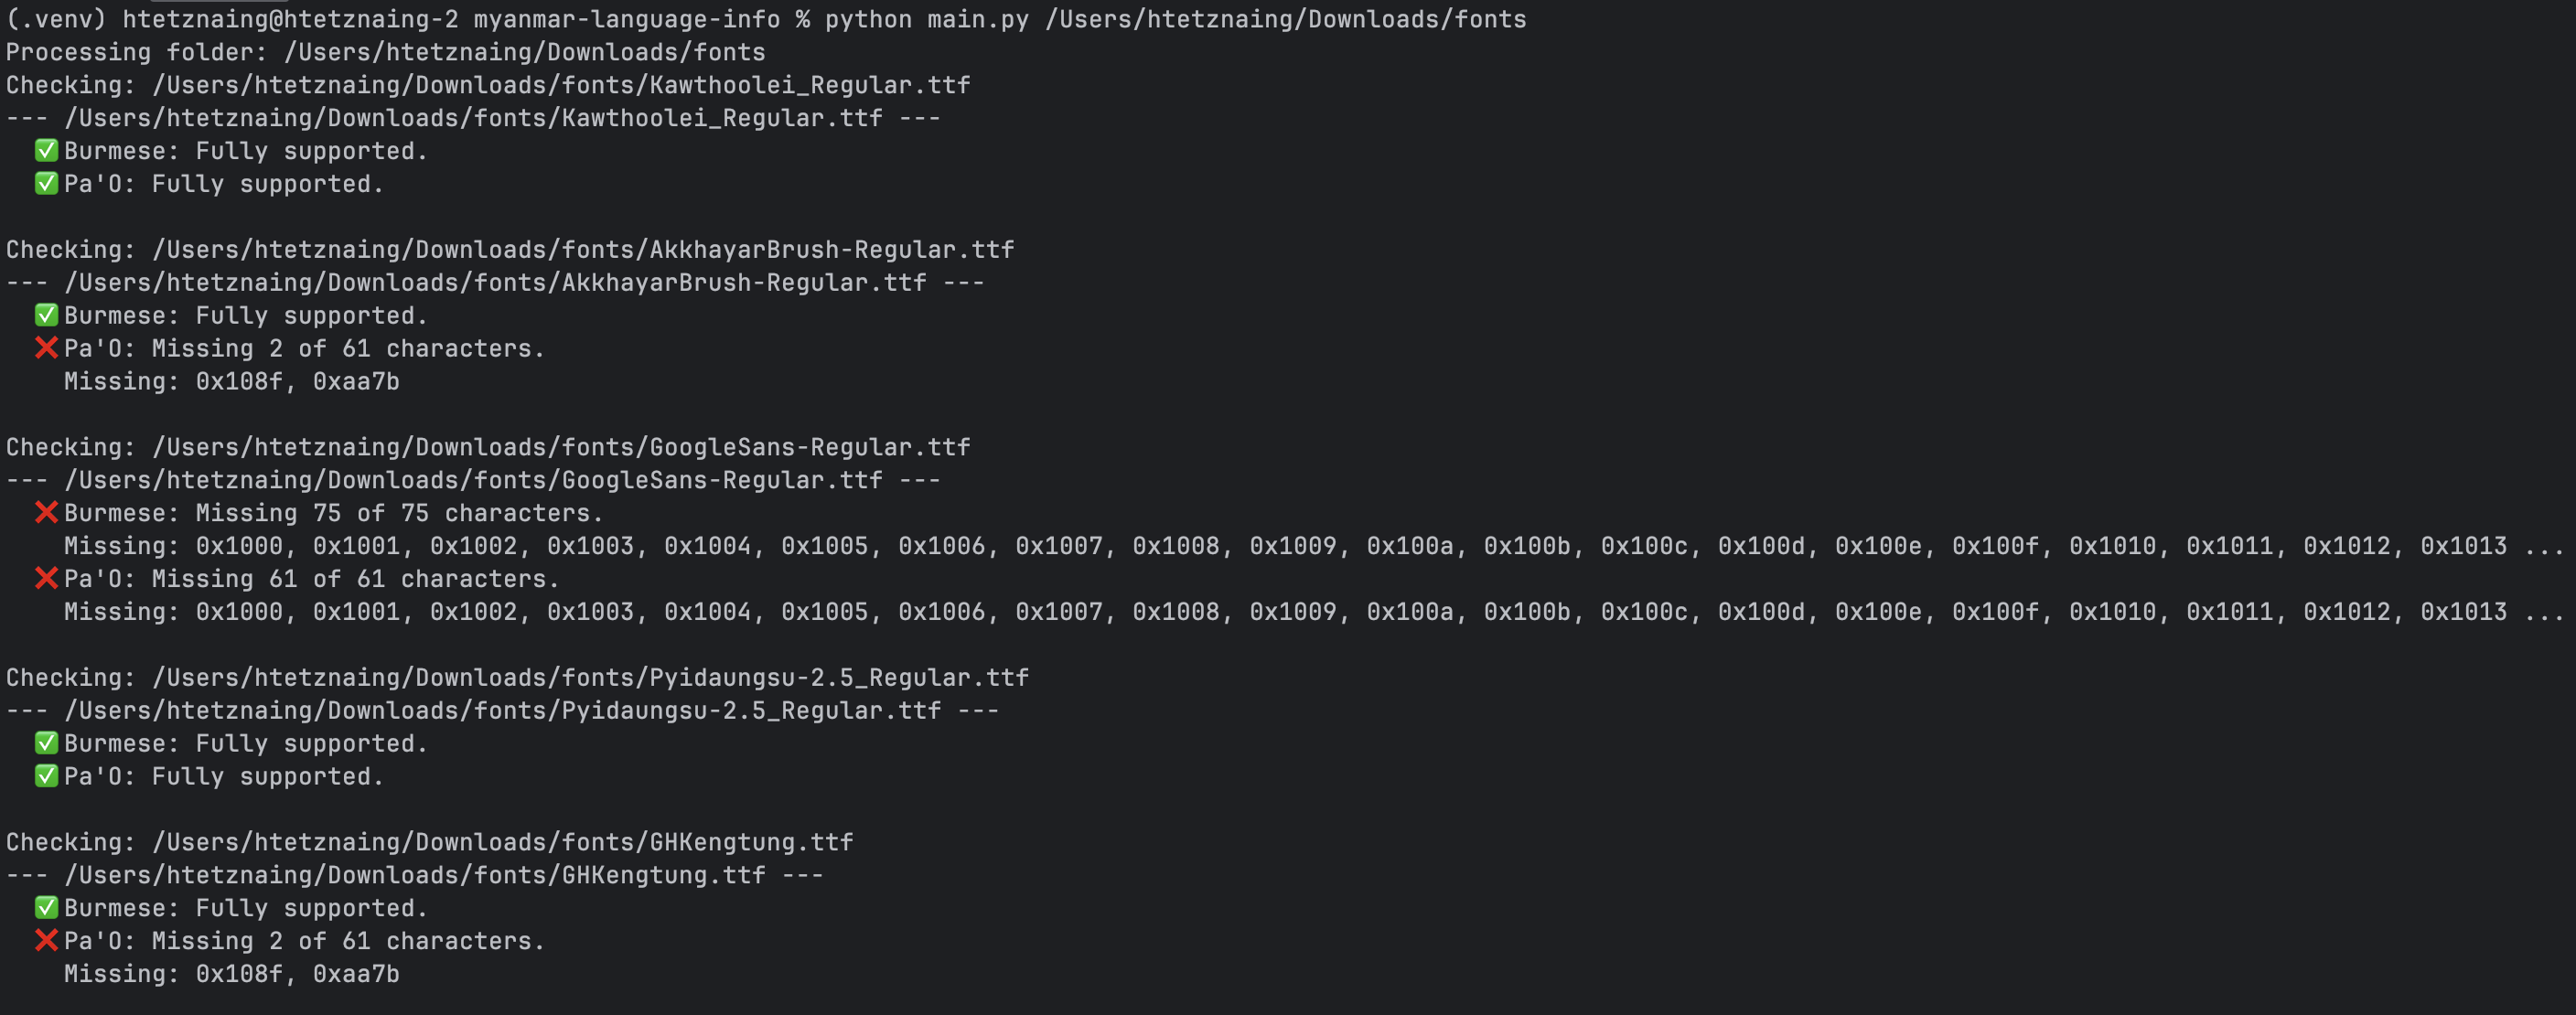 (.venv) htetznaing@htetznaing-2 myanmar-language-info % python main.py /Users/htetznaing/Downloads/fonts
Processing folder: /Users/htetznaing/Downloads/fonts
Checking: /Users/htetznaing/Downloads/fonts/Kawthoolei_Regular.ttf
--- /Users/htetznaing/Downloads/fonts/Kawthoolei_Regular.ttf ---
✅ Burmese: Fully supported.
✅ Pa'O: Fully supported.
Checking: /Users/htetznaing/Downloads/fonts/AkkhayarBrush-Regular.ttf
--- /Users/htetznaing/Downloads/fonts/AkkhayarBrush-Regular.ttf ---
✅ Burmese: Fully supported.
❌ Pa'O: Missing 2 of 61 characters.
Missing: 0x108f, 0xaa7b
Checking: /Users/htetznaing/Downloads/fonts/GoogleSans-Regular.ttf
--- /Users/htetznaing/Downloads/fonts/GoogleSans-Regular.ttf ---
❌ Burmese: Missing 75 of 75 characters.
Missing: 0x1000, 0x1001, 0x1002, 0x1003, 0x1004, 0x1005, 0x1006, 0x1007, 0x1008, 0x1009, 0x100a, 0x100b, 0x100c, 0x100d, 0x100e, 0x100f, 0x1010, 0x1011, 0x1012, 0x1013 ...
❌ Pa'O: Missing 61 of 61 characters.
Missing: 0x1000, 0x1001, 0x1002, 0x1003, 0x1004, 0x1005, 0x1006, 0x1007, 0x1008, 0x1009, 0x100a, 0x100b, 0x100c, 0x100d, 0x100e, 0x100f, 0x1010, 0x1011, 0x1012, 0x1013 ...
Checking: /Users/htetznaing/Downloads/fonts/Pyidaungsu-2.5_Regular.ttf
--- /Users/htetznaing/Downloads/fonts/Pyidaungsu-2.5_Regular.ttf ---
✅ Burmese: Fully supported.
✅ Pa'O: Fully supported.
Checking: /Users/htetznaing/Downloads/fonts/GHKengtung.ttf
--- /Users/htetznaing/Downloads/fonts/GHKengtung.ttf ---
✅ Burmese: Fully supported.
❌ Pa'O: Missing 2 of 61 characters.
Missing: 0x108f, 0xaa7b